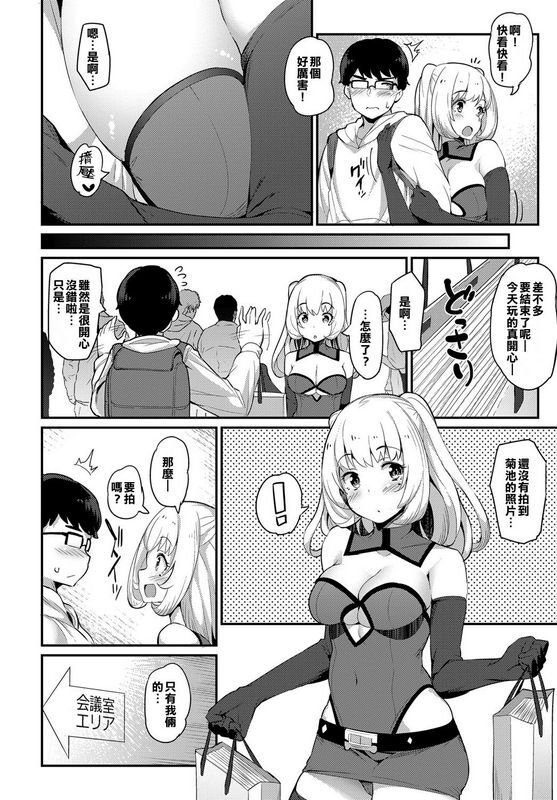 啊！
快看快看！
那個
好厲害！
嗯…是啊…
擠壓
差不多
要結束了呢—
今天玩的真開心—
どっさり
是啊…
…怎麼了？
雖然是很開心
沒錯啦…
只是…
還沒有拍到
菊池的照片…
！
那麼—
要拍
嗎？
只有我倆
的…
会議室
エリア